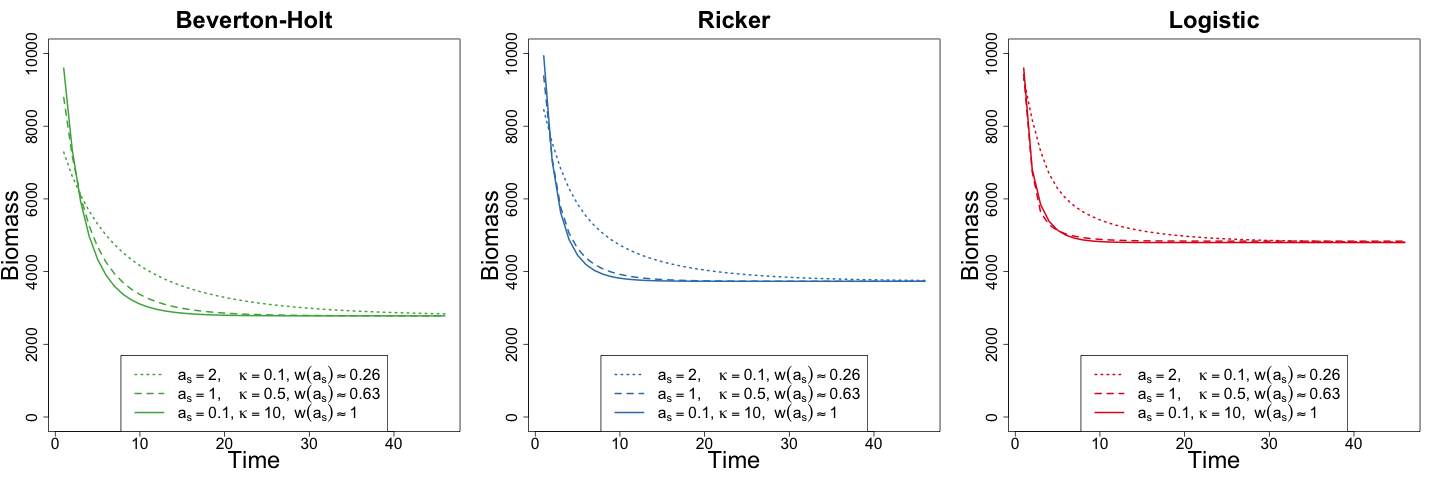 Beverton-Holt
Biomass
10000
8000
6000
4000
2000
0
aₛ = 2, κ = 0.1, w(aₛ) ≈ 0.26
aₛ = 1, κ = 0.5, w(aₛ) ≈ 0.63
aₛ = 0.1, κ = 10, w(aₛ) ≈ 1
0 10 20 30 40
Time
Ricker
Biomass
10000
8000
6000
4000
2000
0
aₛ = 2, κ = 0.1, w(aₛ) ≈ 0.26
aₛ = 1, κ = 0.5, w(aₛ) ≈ 0.63
aₛ = 0.1, κ = 10, w(aₛ) ≈ 1
0 10 20 30 40
Time
Logistic
Biomass
10000
8000
6000
4000
2000
0
aₛ = 2, κ = 0.1, w(aₛ) ≈ 0.26
aₛ = 1, κ = 0.5, w(aₛ) ≈ 0.63
aₛ = 0.1, κ = 10, w(aₛ) ≈ 1
0 10 20 30 40
Time